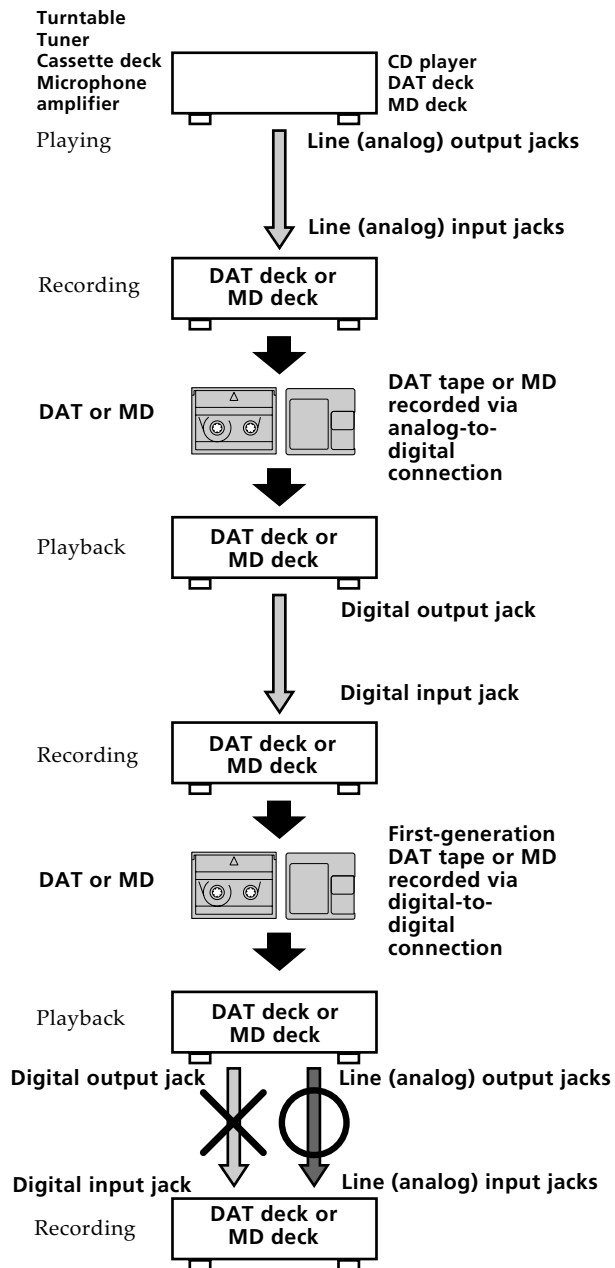 Turntable
Tuner
Cassette deck
Microphone
amplifier
CD player
DAT deck
MD deck
Playing
Line (analog) output jacks
Line (analog) input jacks
Recording
DAT deck or
MD deck
DAT or MD
DAT tape or MD
recorded via
analog-to-
digital
connection
Playback
DAT deck or
MD deck
Digital output jack
Digital input jack
Recording
DAT deck or
MD deck
DAT or MD
First-generation
DAT tape or MD
recorded via
digital-to-
digital
connection
Playback
DAT deck or
MD deck
Digital output jack
Line (analog) output jacks
Digital input jack
Line (analog) input jacks
Recording
DAT deck or
MD deck